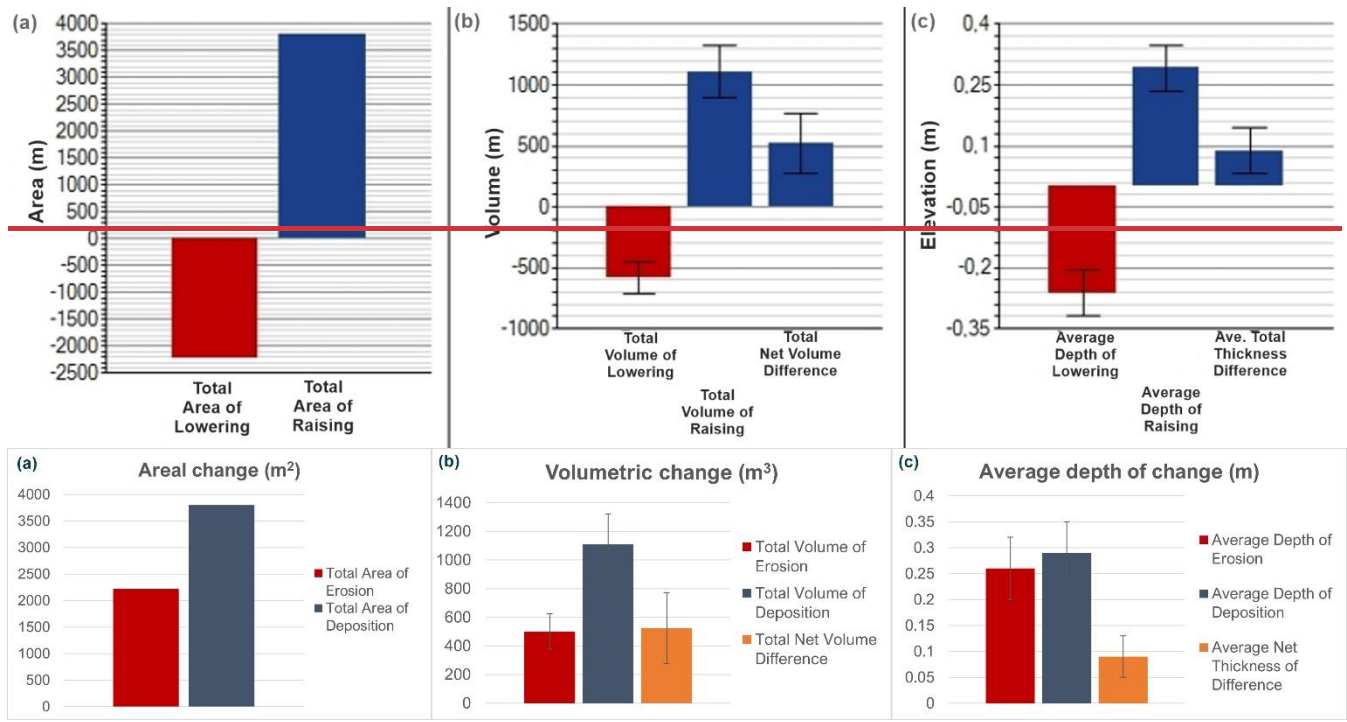 (a)
4000
3500
3000
2500
2000
1500
1000
500
0
-500
-1000
-1500
-2000
-2500
Area (m)
Total
Area of
Lowering
Total
Area of
Raising
(b)
1500
1000
500
0
-500
-1000
Volume (m)
Total
Volume of
Lowering
Total
Volume of
Raising
Total
Net Volume
Difference
(c)
0,4
0,25
0,1
-0,05
-0,2
-0,35
Elevation (m)
Average
Depth of
Lowering
Average
Depth of
Raising
Ave. Total
Thickness
Difference
(a)
Areal change (m²)
4000
3500
3000
2500
2000
1500
1000
500
0
Total Area of
Erosion
Total Area of
Deposition
(b)
Volumetric change (m³)
1400
1200
1000
800
600
400
200
0
Total Volume of
Erosion
Total Volume of
Deposition
Total Net Volume
Difference
(c)
Average depth of change (m)
0.4
0.35
0.3
0.25
0.2
0.15
0.1
0.05
0
Average Depth of
Erosion
Average Depth of
Deposition
Average Net
Thickness of
Difference